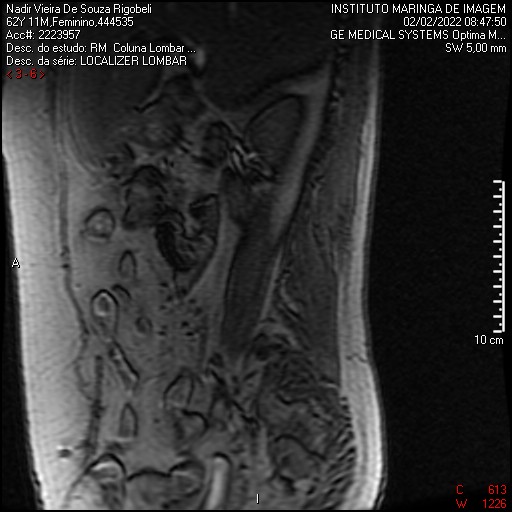 Nadir Vieira De Souza Rigobeli
62Y 11M,Feminino,444535
Acc#: 2223957
Desc. do estudo: RM Coluna Lombar ...
Desc. da série: LOCALIZER LOMBAR
< 3 - 6 >
INSTITUTO MARINGA DE IMAGEM
02/02/2022 08:47:50
GE MEDICAL SYSTEMS Optima M...
SW 5,00 mm
A
10 cm
I
C 613
W 1226